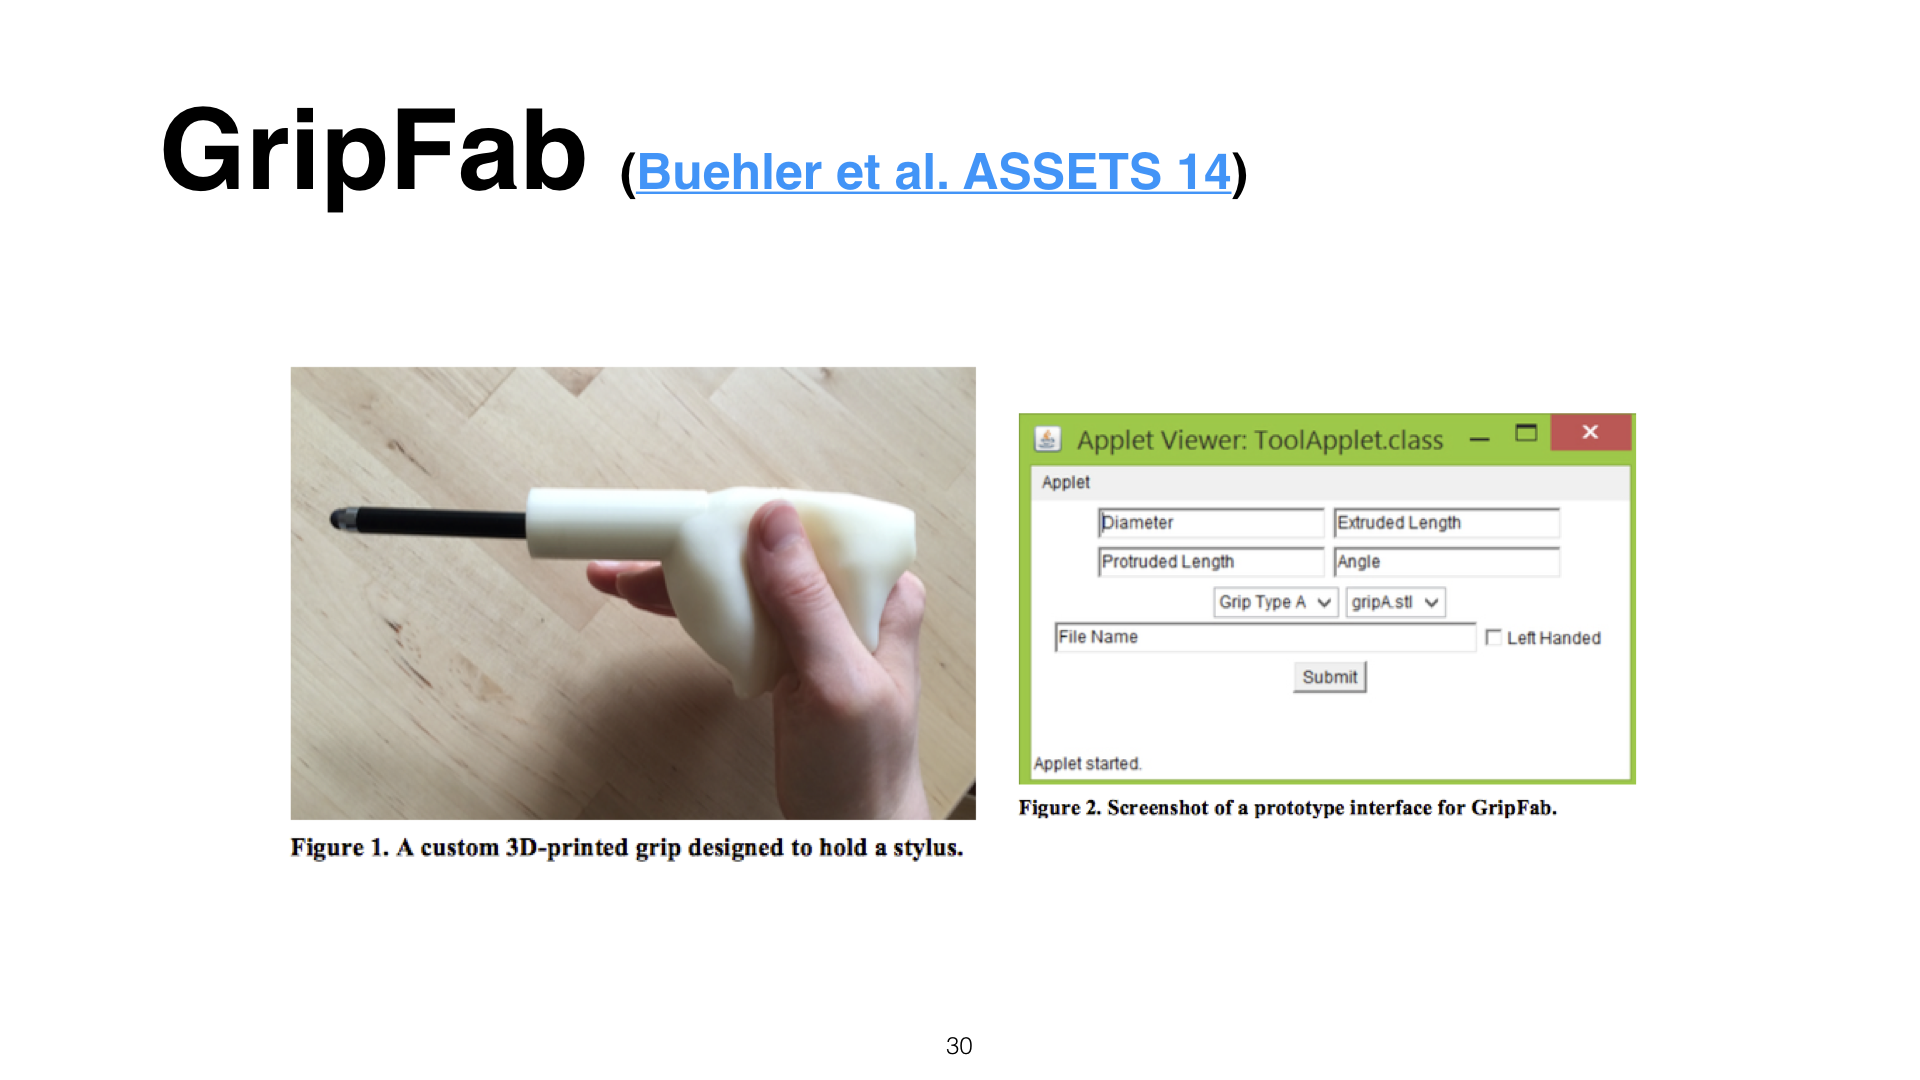 GripFab (Buehler et al. ASSETS 14)
Figure 1. A custom 3D-printed grip designed to hold a stylus.
Applet Viewer: ToolApplet.class
Applet
Diameter Extruded Length
Protruded Length Angle
Grip Type A gripA.stl
File Name Left Handed
Submit
Applet started.
Figure 2. Screenshot of a prototype interface for GripFab.
30